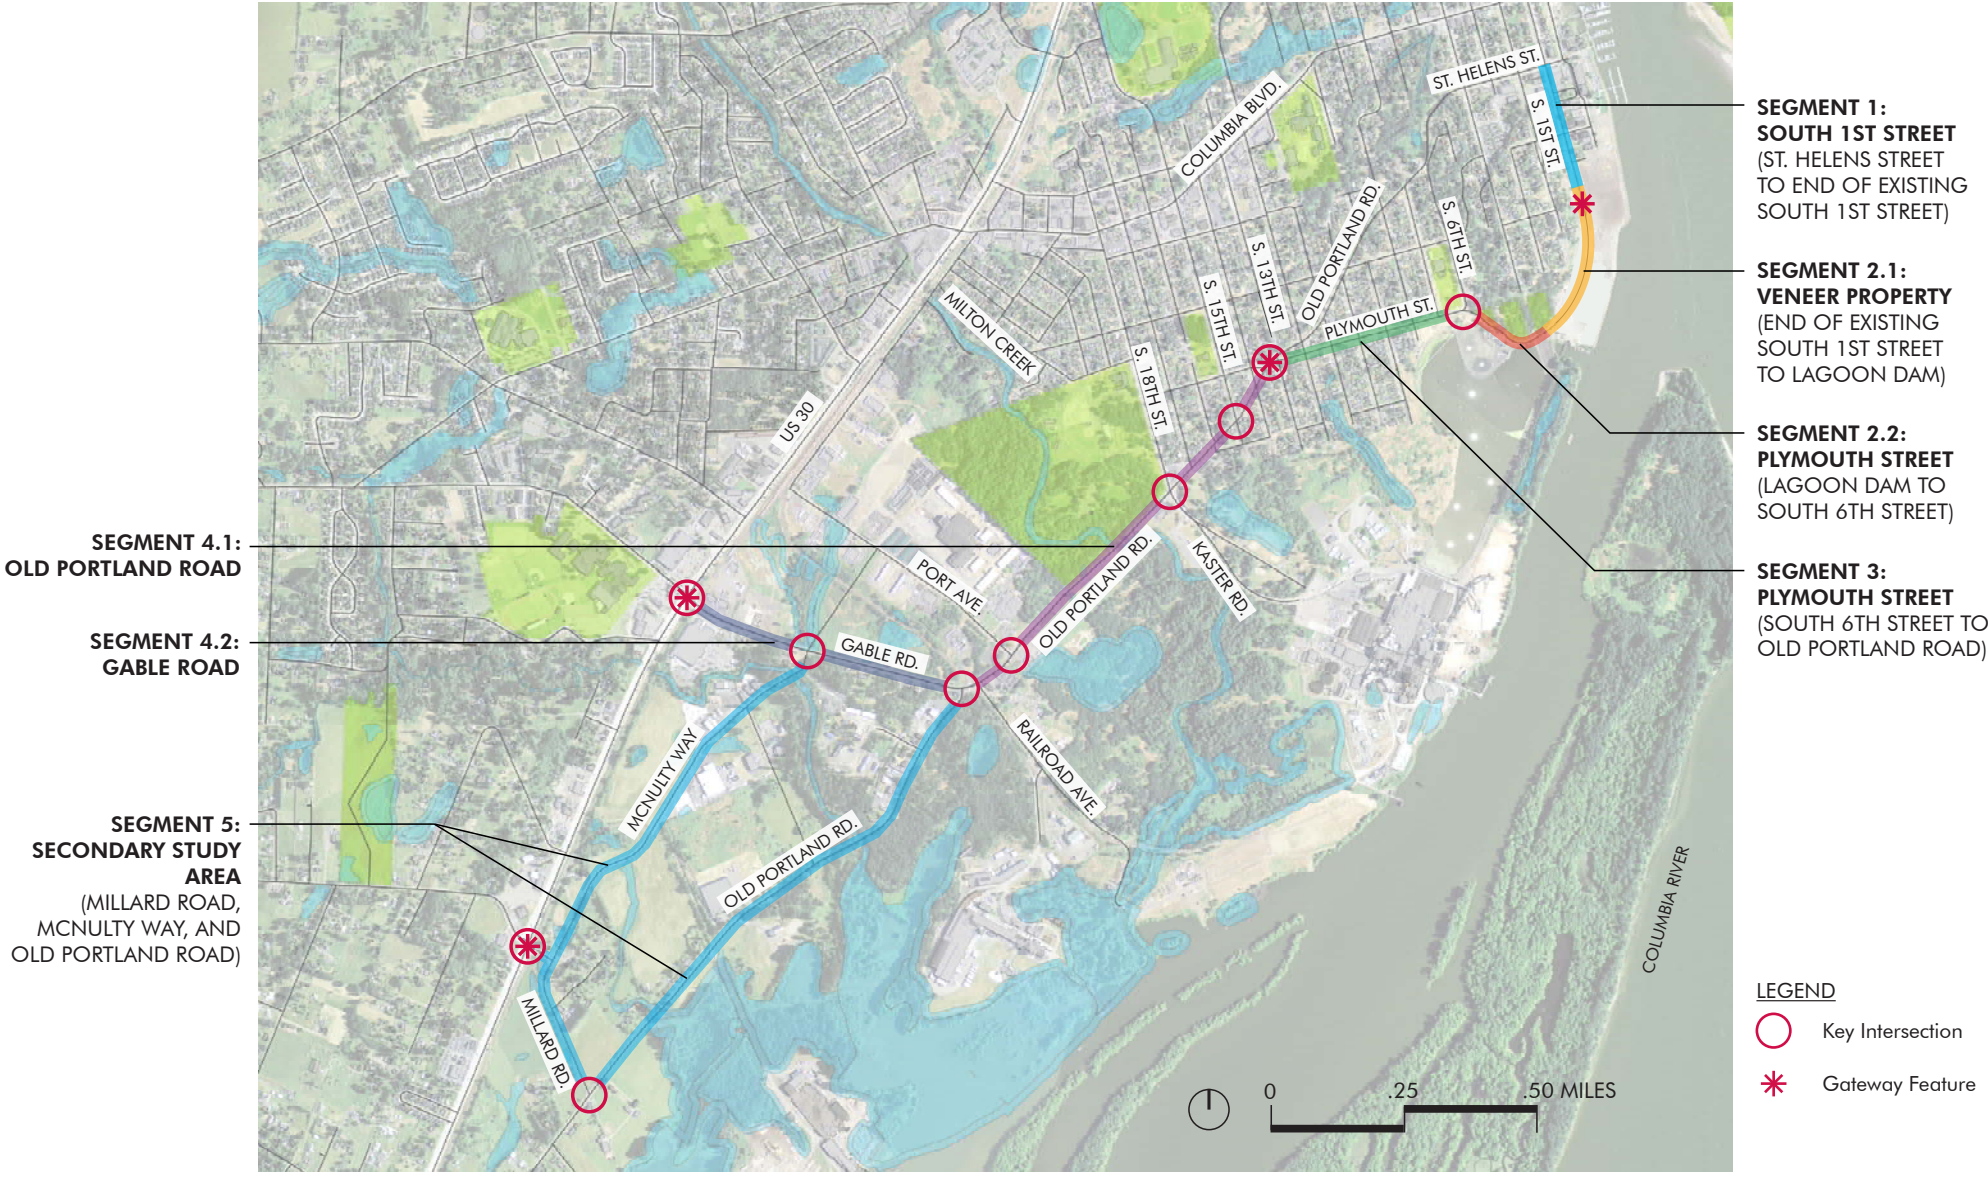 SEGMENT 1:
SOUTH 1ST STREET
(ST. HELENS STREET
TO END OF EXISTING
SOUTH 1ST STREET)
SEGMENT 2.1:
VENEER PROPERTY
(END OF EXISTING
SOUTH 1ST STREET
TO LAGOON DAM)
SEGMENT 2.2:
PLYMOUTH STREET
(LAGOON DAM TO
SOUTH 6TH STREET)
SEGMENT 3:
PLYMOUTH STREET
(SOUTH 6TH STREET TO
OLD PORTLAND ROAD)
SEGMENT 4.1:
OLD PORTLAND ROAD
SEGMENT 4.2:
GABLE ROAD
SEGMENT 5:
SECONDARY STUDY
AREA
(MILLARD ROAD,
MCNULTY WAY, AND
OLD PORTLAND ROAD)
ST. HELENS ST.
S. 1ST ST.
COLUMBIA BLVD.
OLD PORTLAND RD.
S. 6TH ST.
S. 13TH ST.
S. 15TH ST.
S. 18TH ST.
PLYMOUTH ST.
MILTON CREEK
US 30
PORT AVE.
KASTER RD.
OLD PORTLAND RD.
GABLE RD.
RAILROAD AVE.
MCNULTY WAY
OLD PORTLAND RD.
MILLARD RD.
COLUMBIA RIVER
0 .25 .50 MILES
LEGEND
Key Intersection
Gateway Feature